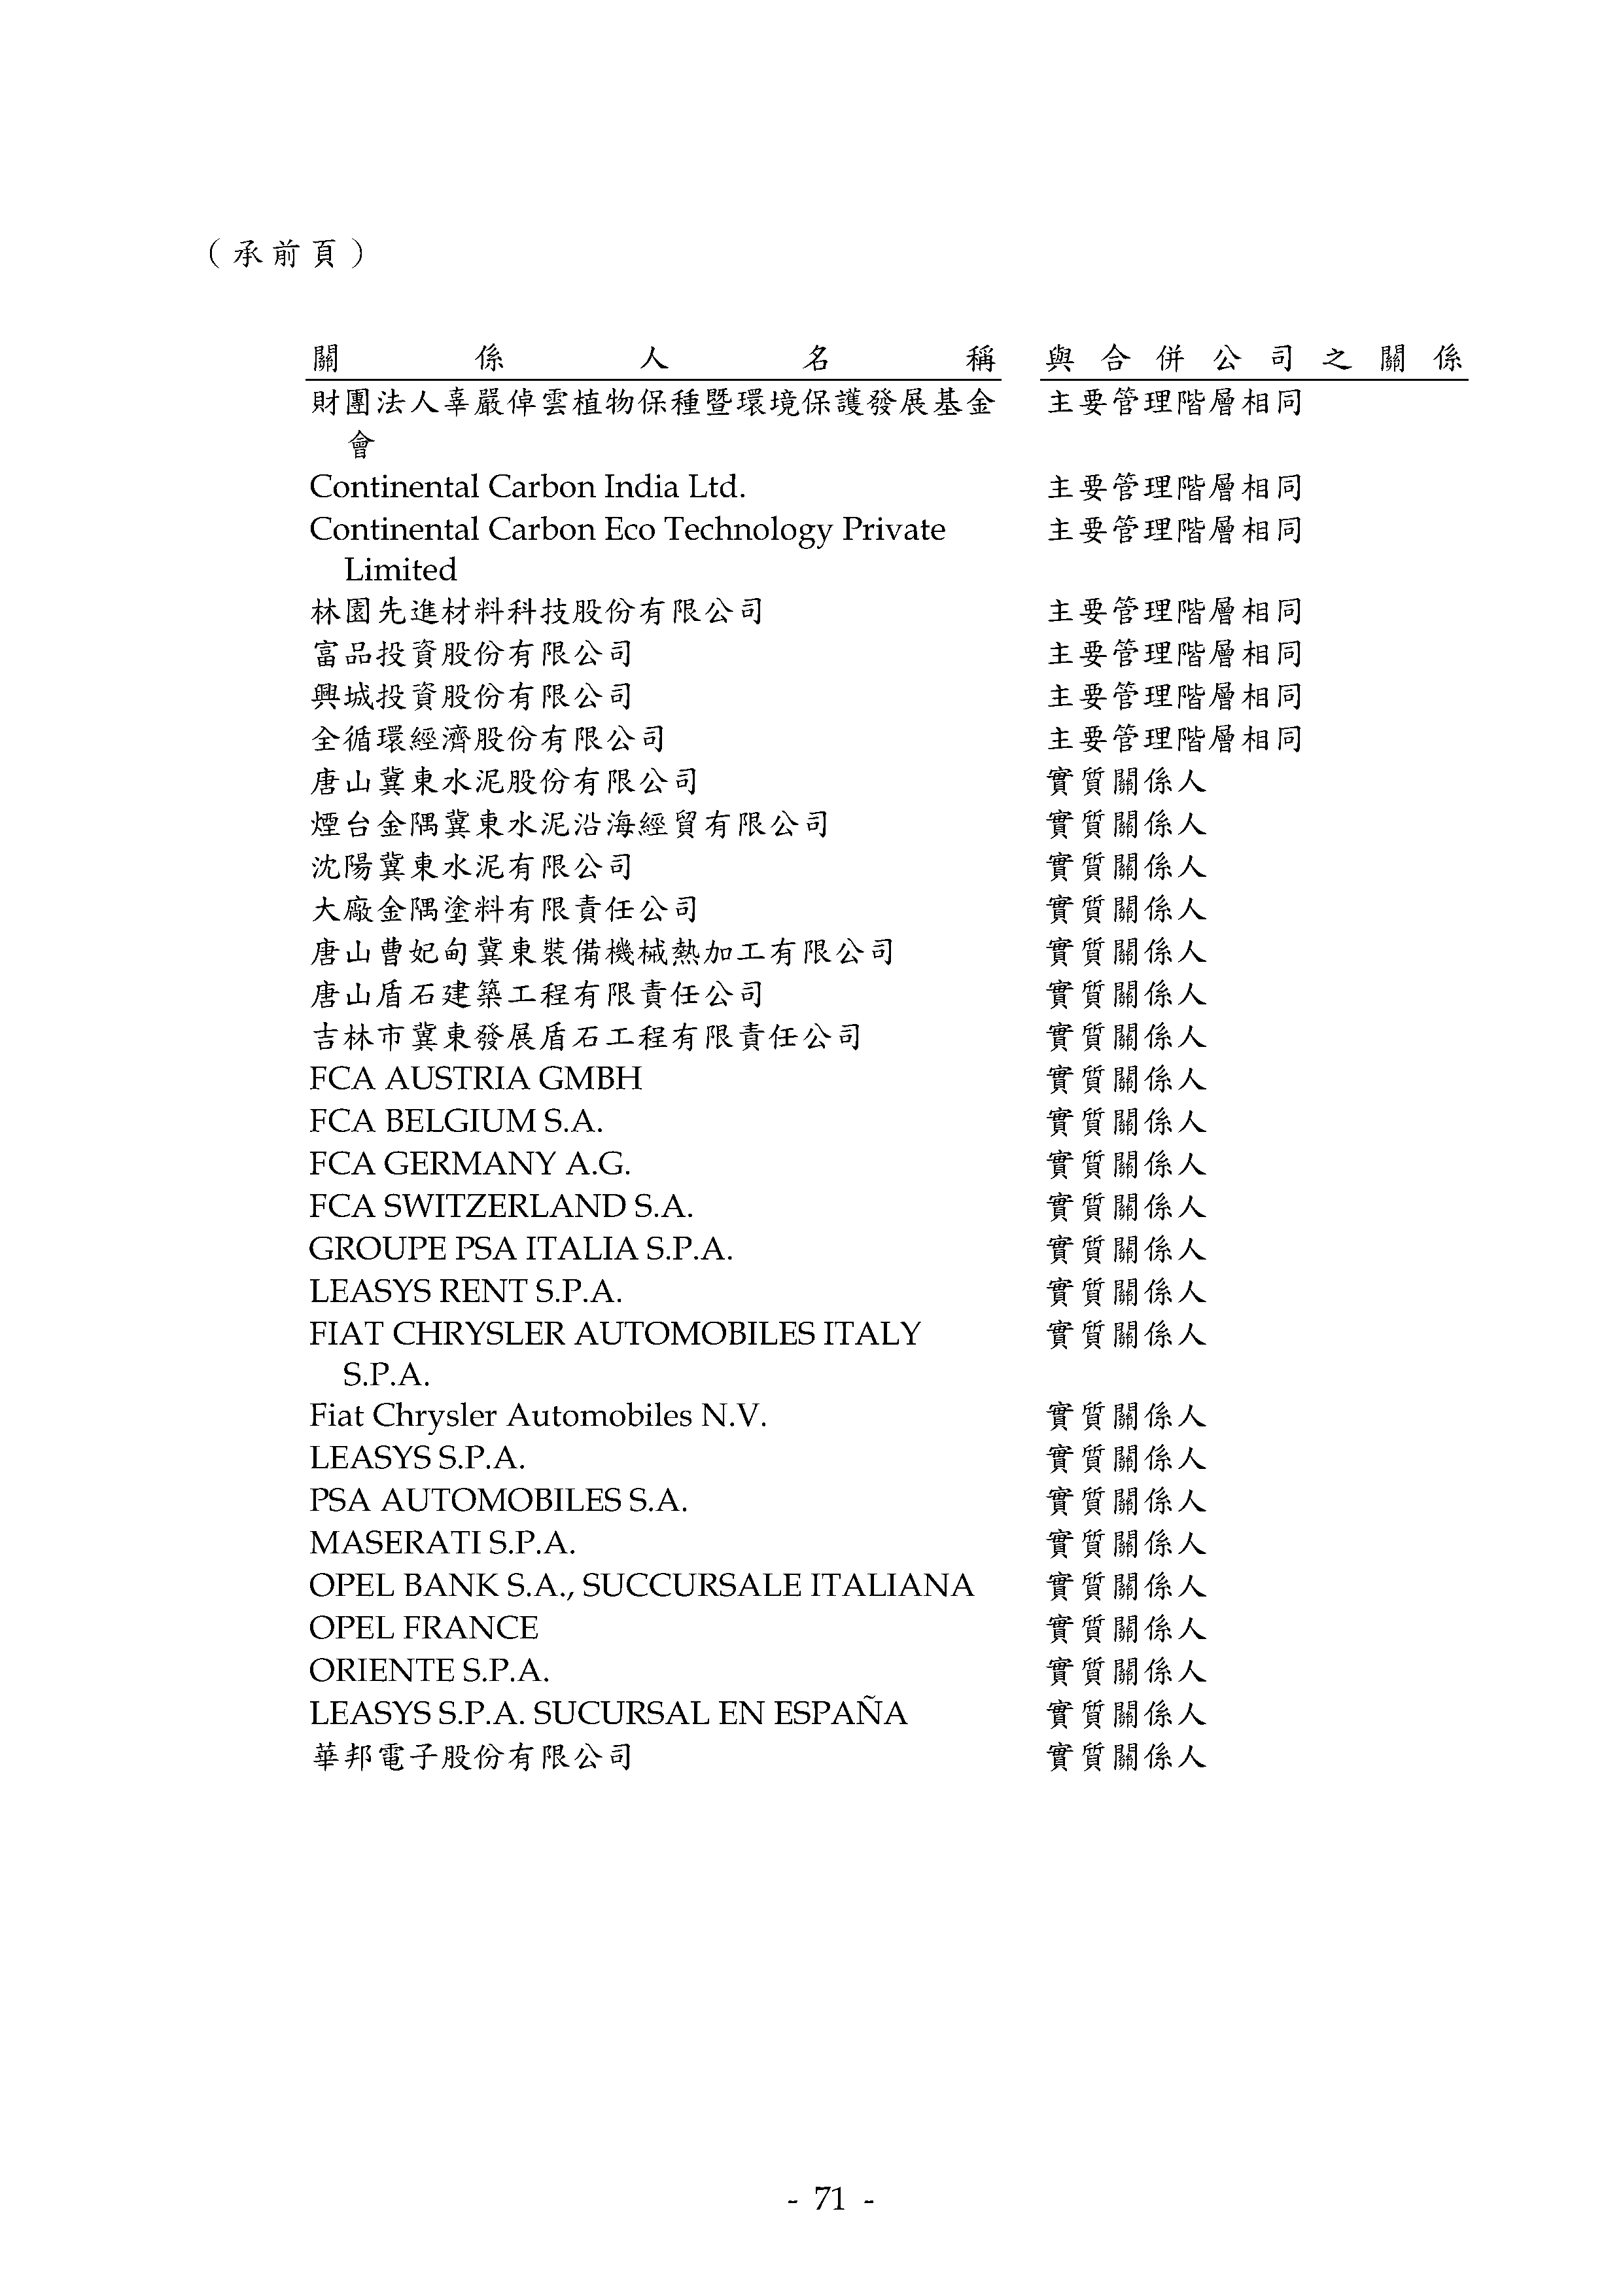 （承前頁）
關係人名稱 與合併公司之關係
財團法人辜嚴倬雲植物保種暨環境保護發展基金 主要管理階層相同
會
Continental Carbon India Ltd. 主要管理階層相同
Continental Carbon Eco Technology Private 主要管理階層相同
Limited
林園先進材料科技股份有限公司 主要管理階層相同
富品投資股份有限公司 主要管理階層相同
興城投資股份有限公司 主要管理階層相同
全循環經濟股份有限公司 主要管理階層相同
唐山冀東水泥股份有限公司 實質關係人
煙台金隅冀東水泥沿海經貿有限公司 實質關係人
沈陽冀東水泥有限公司 實質關係人
大廠金隅塗料有限責任公司 實質關係人
唐山曹妃甸冀東裝備機械熱加工有限公司 實質關係人
唐山盾石建築工程有限責任公司 實質關係人
吉林市冀東發展盾石工程有限責任公司 實質關係人
FCA AUSTRIA GMBH 實質關係人
FCA BELGIUM S.A. 實質關係人
FCA GERMANY A.G. 實質關係人
FCA SWITZERLAND S.A. 實質關係人
GROUPE PSA ITALIA S.P.A. 實質關係人
LEASYS RENT S.P.A. 實質關係人
FIAT CHRYSLER AUTOMOBILES ITALY 實質關係人
S.P.A.
Fiat Chrysler Automobiles N.V. 實質關係人
LEASYS S.P.A. 實質關係人
PSA AUTOMOBILES S.A. 實質關係人
MASERATI S.P.A. 實質關係人
OPEL BANK S.A., SUCCURSALE ITALIANA 實質關係人
OPEL FRANCE 實質關係人
ORIENTE S.P.A. 實質關係人
LEASYS S.P.A. SUCURSAL EN ESPAÑA 實質關係人
華邦電子股份有限公司 實質關係人
- 71 -